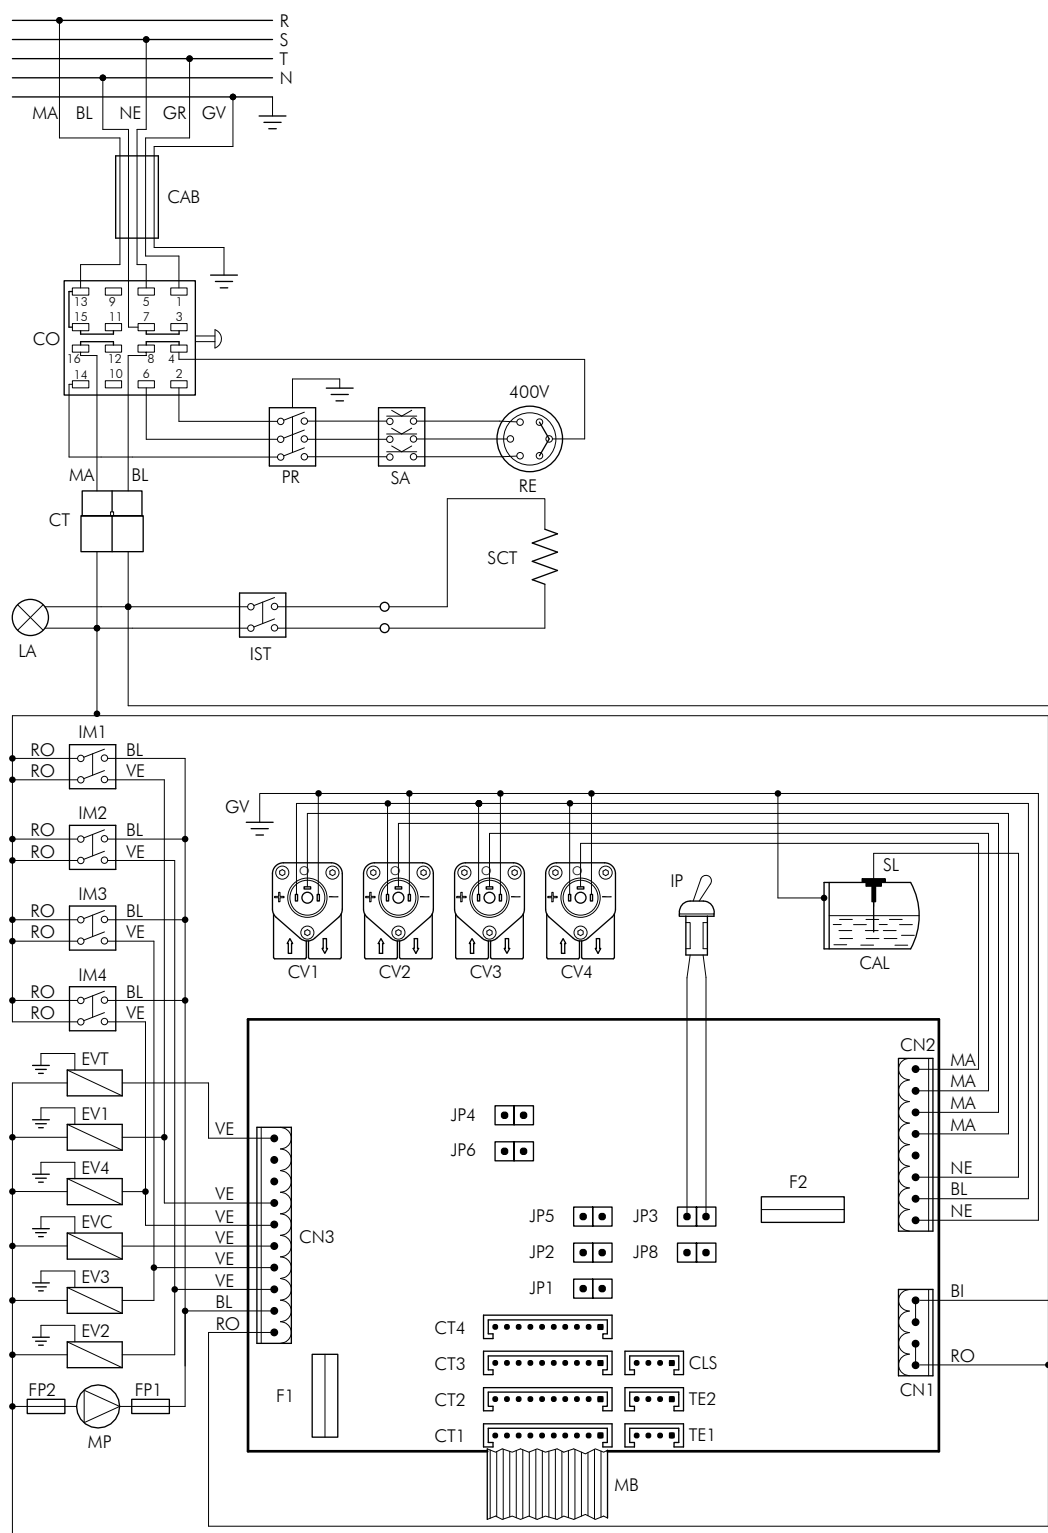 R
S
T
N
MA BL NE GR GV
CAB
13 9 5 1
15 11 7 3
CO
16 12 8 4
14 10 6 2
400V
PR SA RE
MA BL
CT
SCT
LA
IST
IM1
RO BL
RO VE
IM2
RO BL
RO VE
IM3
RO BL
RO VE
IM4
RO BL
RO VE
GV
+ − + − + − + −
CV1 CV2 CV3 CV4
IP
SL
CAL
EVT
EV1
EV4
EVC
EV3
EV2
FP2 FP1
MP
VE
VE
VE
VE
VE
VE
BL
RO
CN3
F1
JP4
JP6
JP5 JP3
JP2 JP8
JP1
F2
CN2
MA
MA
MA
MA
NE
BL
NE
BI
RO
CN1
CT4
CT3 CLS
CT2 TE2
CT1 TE1
MB